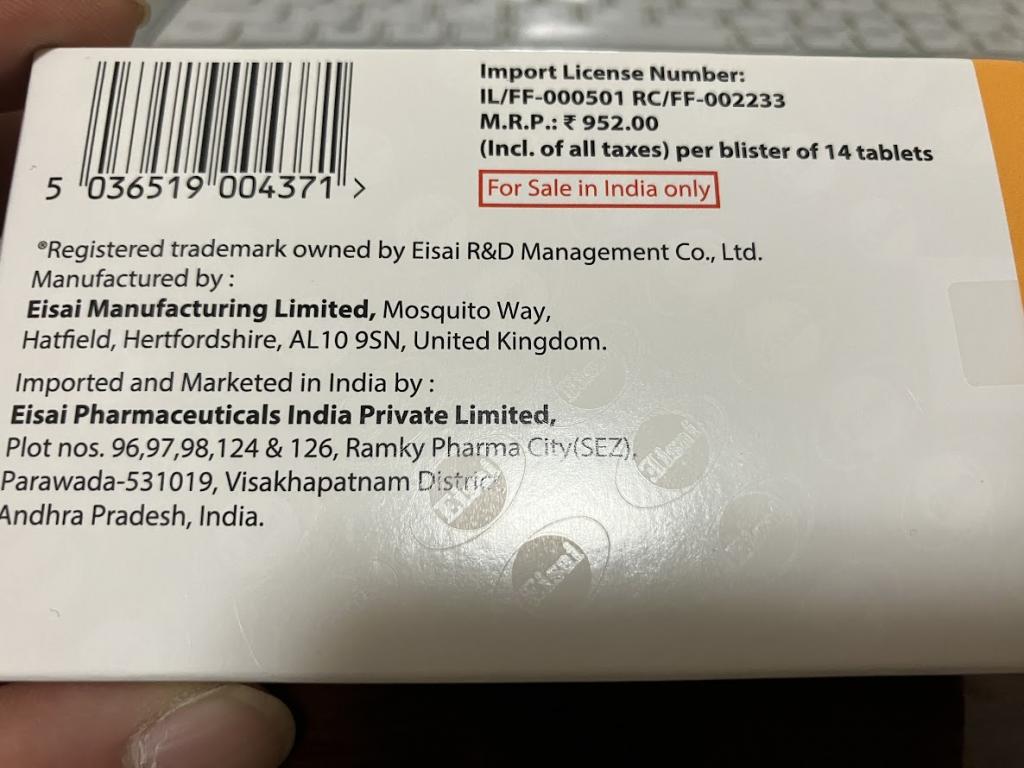 5 036519 004371 >
Import License Number:
IL/FF-000501 RC/FF-002233
M.R.P.: ₹ 952.00
(Incl. of all taxes) per blister of 14 tablets
For Sale in India only
®Registered trademark owned by Eisai R&D Management Co., Ltd.
Manufactured by :
Eisai Manufacturing Limited, Mosquito Way,
Hatfield, Hertfordshire, AL10 9SN, United Kingdom.
Imported and Marketed in India by :
Eisai Pharmaceuticals India Private Limited,
Plot nos. 96,97,98,124 & 126, Ramky Pharma City(SEZ),
Parawada-531019, Visakhapatnam District
Andhra Pradesh, India.
Eisai
Eisai
Eisai